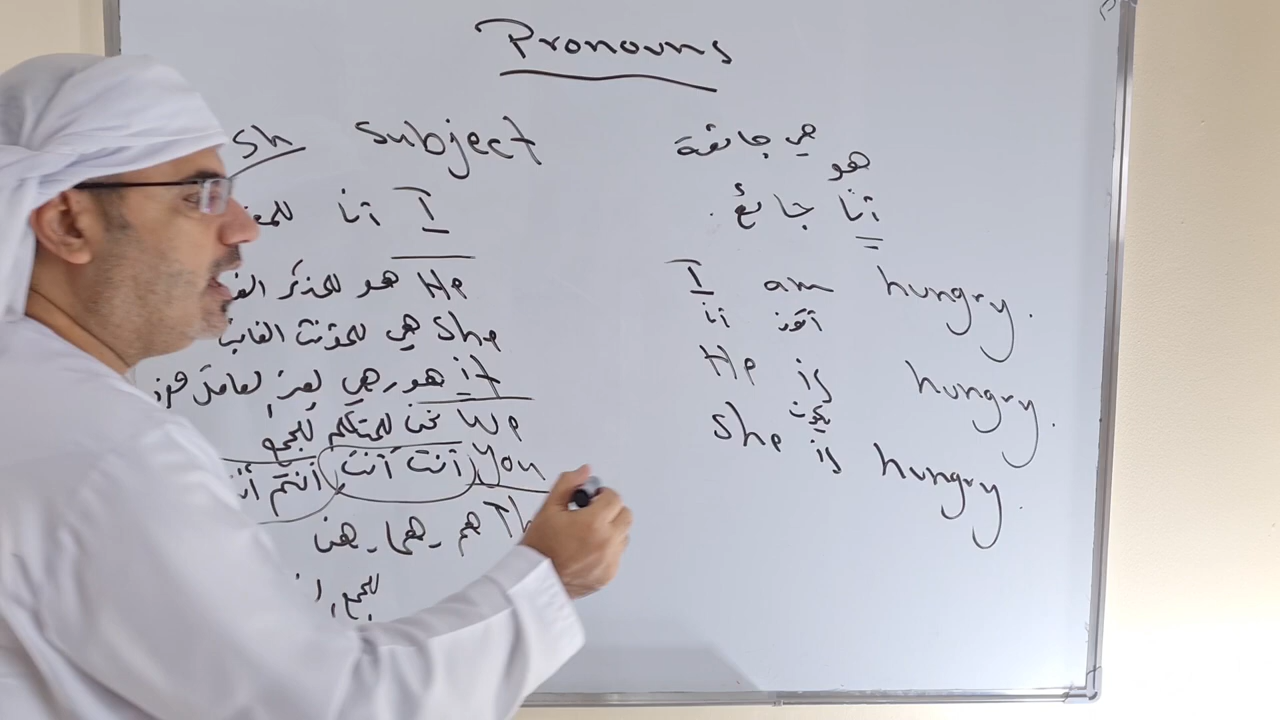 Pronouns
sh Subject
I أنا
He هو للمذكر
She هي للمؤنث الغائب
it هو، هي لغير لعاقل
We نحن للمتكلم للجمع
You أنتَ أنتِ أنتم
هم - هما - هن
للجمع
هي جائعة
هو
أنا جائع.
I am hungry.
أنا أكون
He is hungry.
يكون
She is hungry.